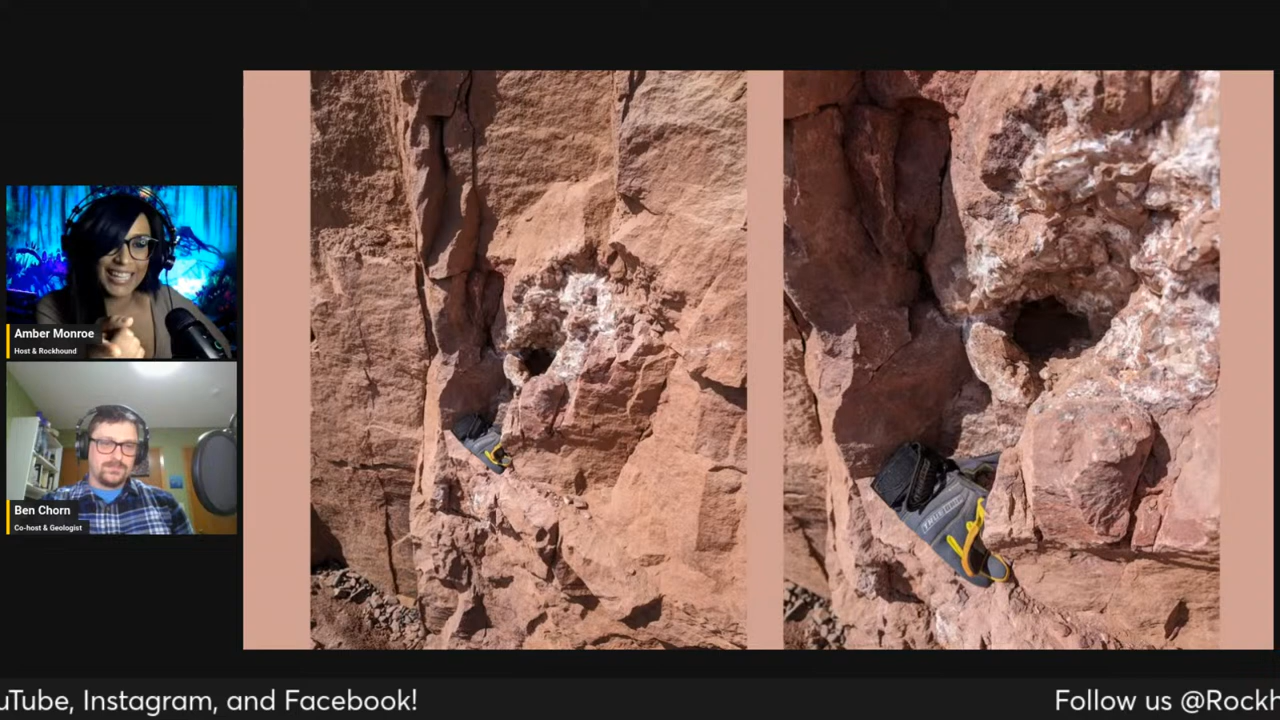 Amber Monroe
Host & Rockhound
Ben Chorn
Co-host & Geologist
uTube, Instagram, and Facebook!
Follow us @Rockh